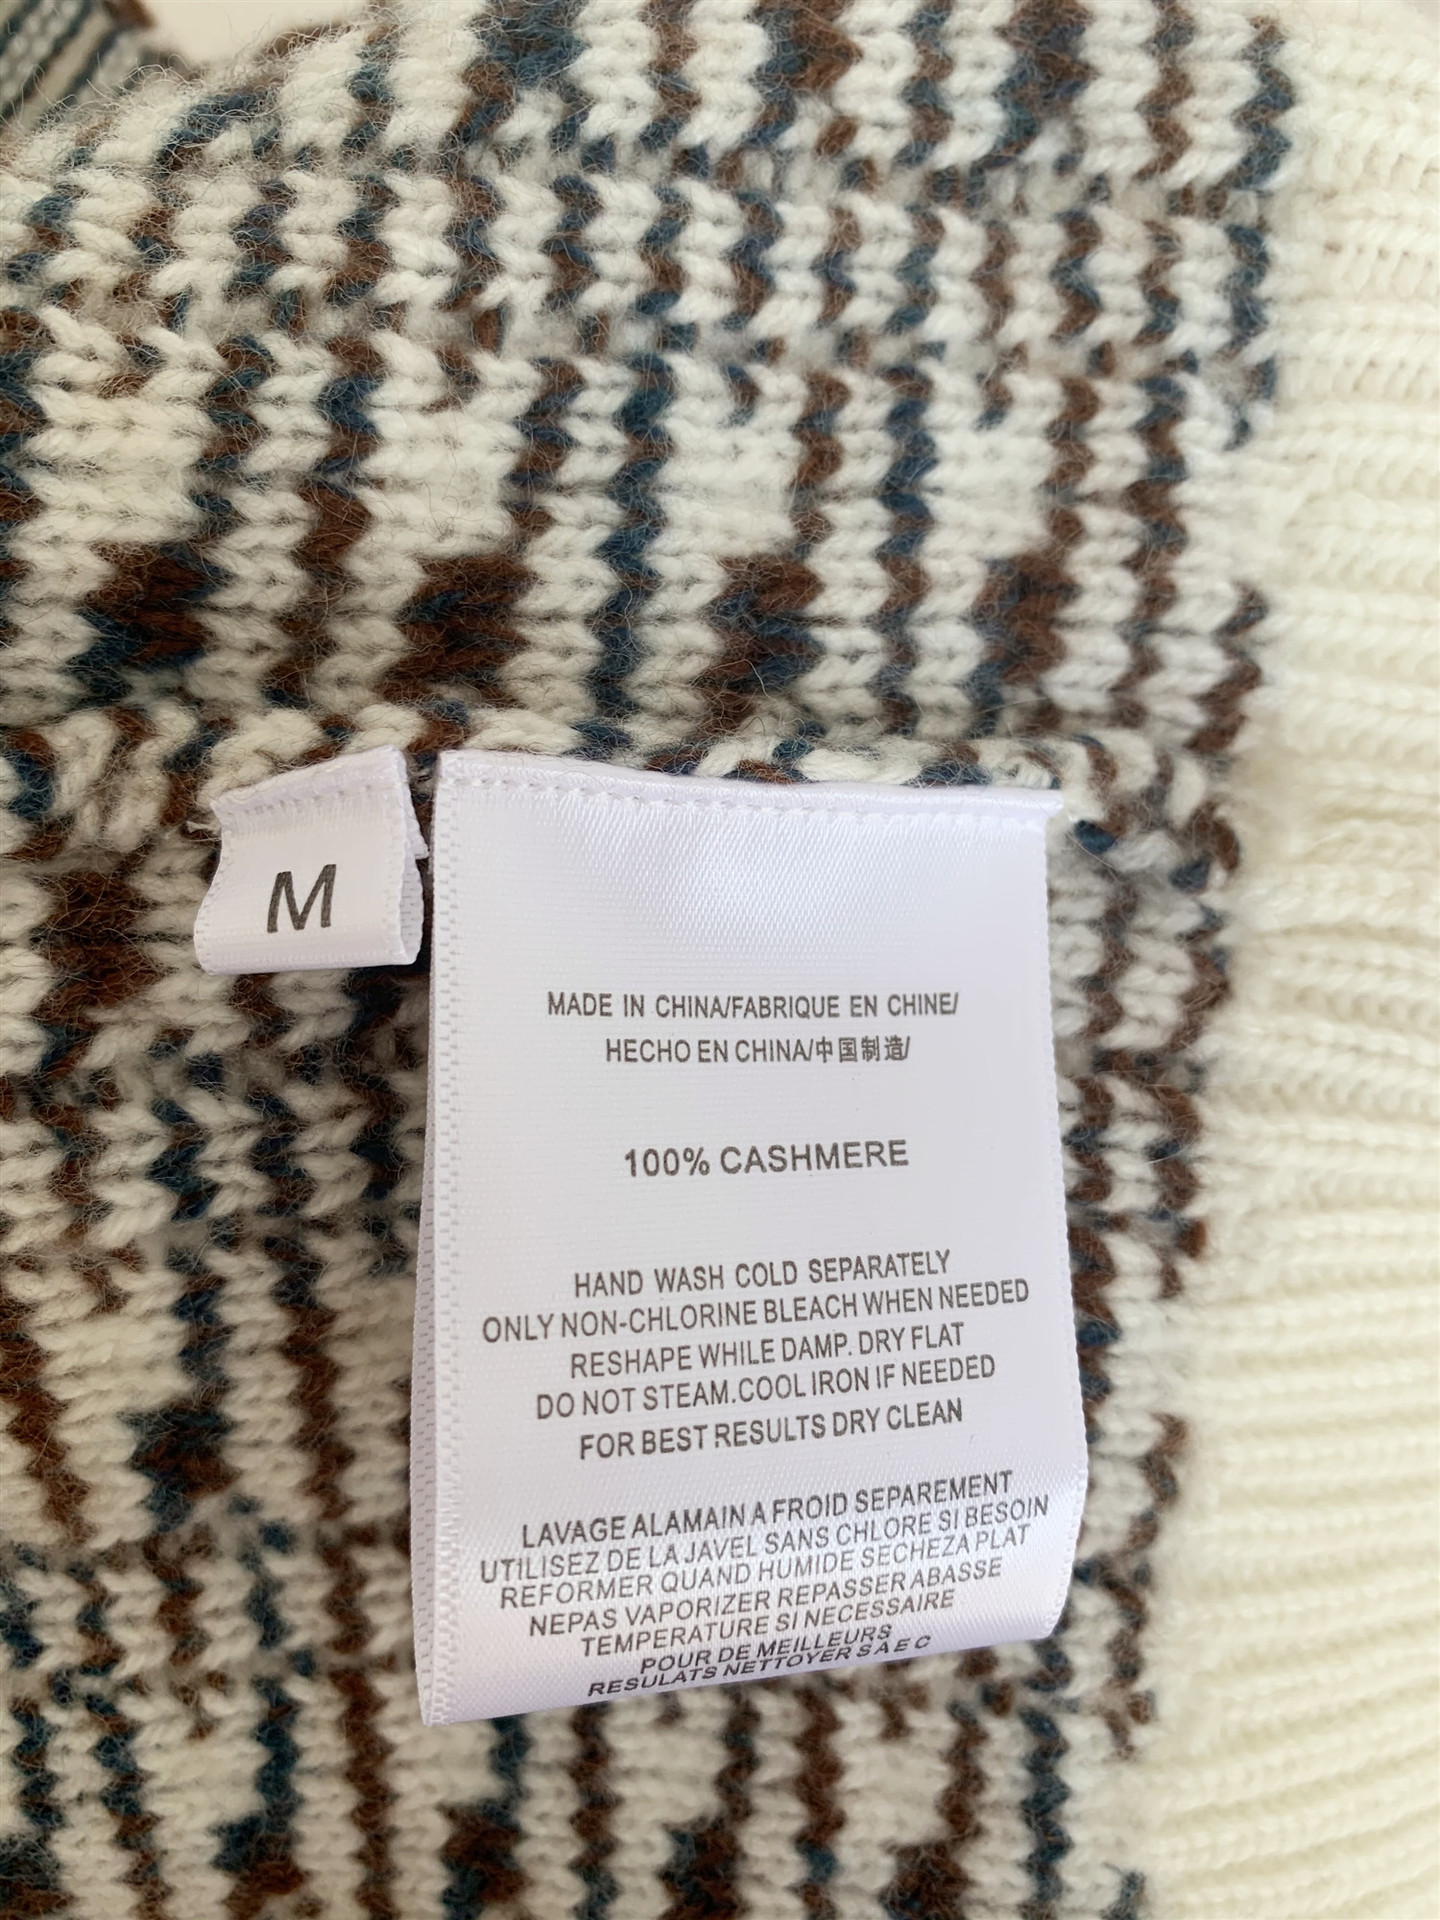 M
MADE IN CHINA/FABRIQUE EN CHINE/
HECHO EN CHINA/中国制造/
100% CASHMERE
HAND WASH COLD SEPARATELY
ONLY NON-CHLORINE BLEACH WHEN NEEDED
RESHAPE WHILE DAMP. DRY FLAT
DO NOT STEAM.COOL IRON IF NEEDED
FOR BEST RESULTS DRY CLEAN
LAVAGE ALAMAIN A FROID SEPAREMENT
UTILISEZ DE LA JAVEL SANS CHLORE SI BESOIN
REFORMER QUAND HUMIDE SECHEZA PLAT
NEPAS VAPORIZER REPASSER ABASSE
TEMPERATURE SI NECESSAIRE
POUR DE MEILLEURS
RESULATS NETTOYER SA E C